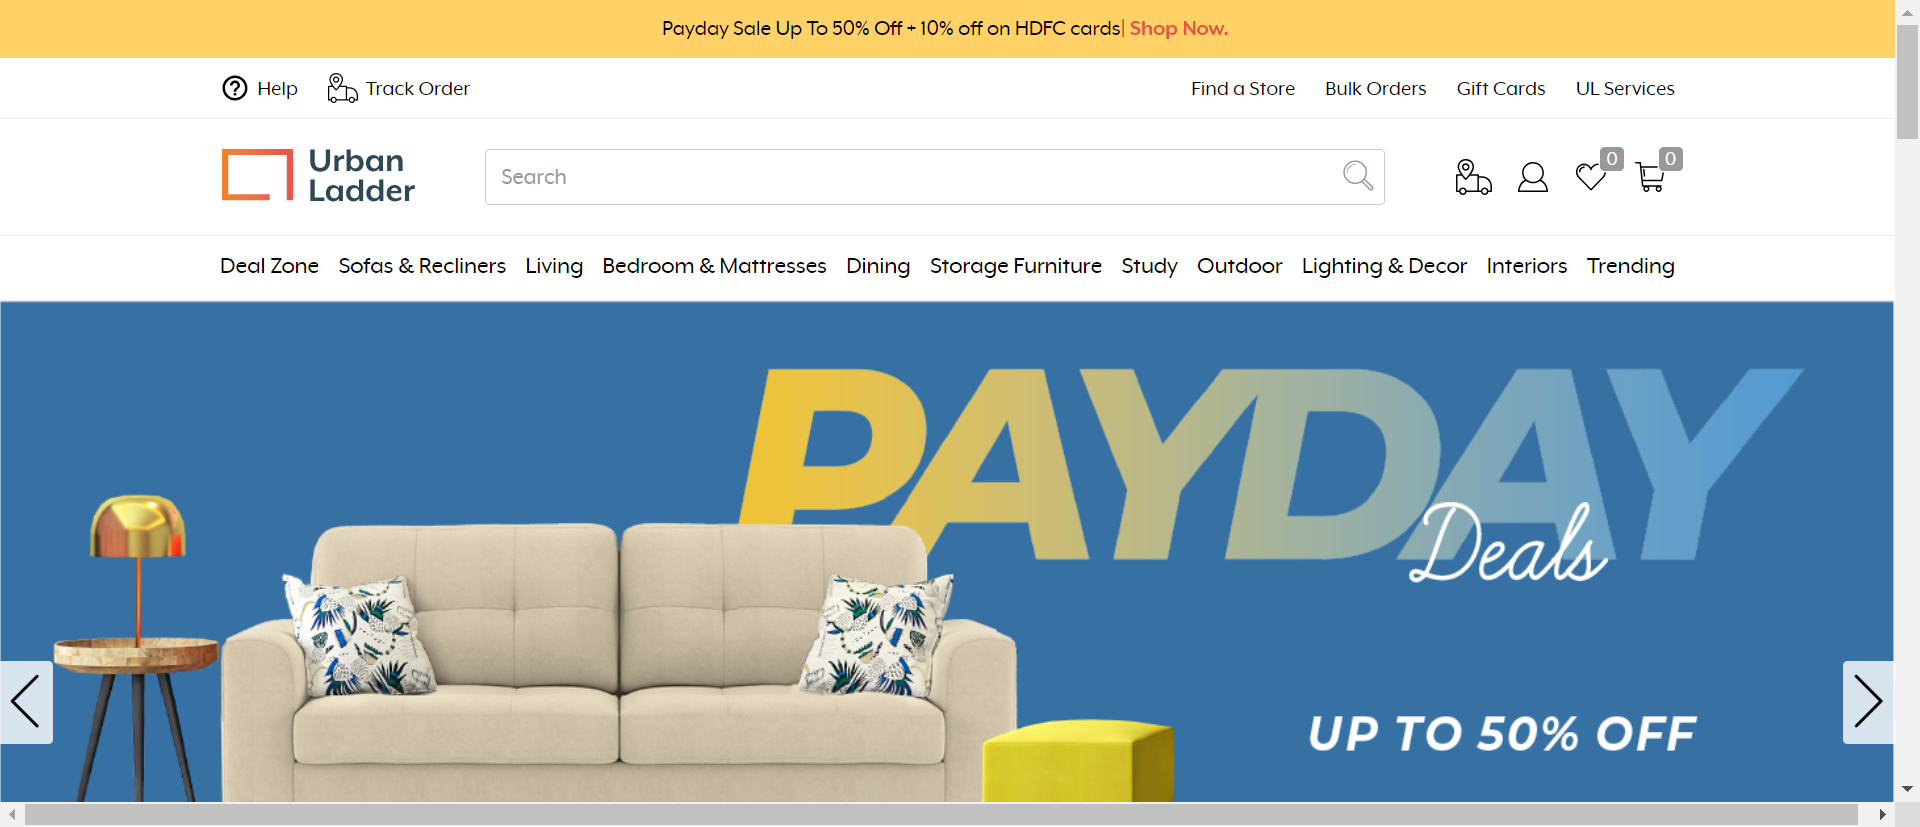 Payday Sale Up To 50% Off + 10% off on HDFC cards| Shop Now.
Help Track Order Find a Store Bulk Orders Gift Cards UL Services
Urban
Ladder
Search
0 0
Deal Zone Sofas & Recliners Living Bedroom & Mattresses Dining Storage Furniture Study Outdoor Lighting & Decor Interiors Trending
PAYDAY
Deals
UP TO 50% OFF